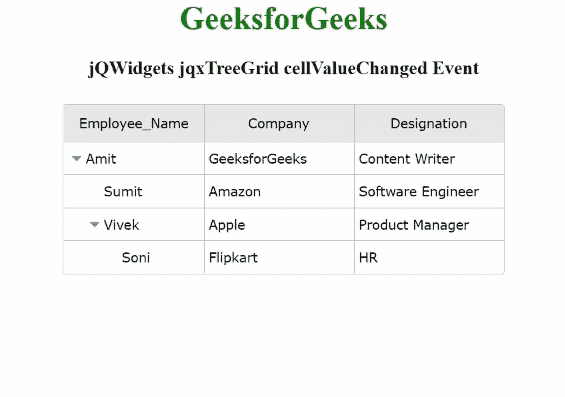 GeeksforGeeks
jQWidgets jqxTreeGrid cellValueChanged Event
Employee_Name Company Designation
Amit GeeksforGeeks Content Writer
Sumit Amazon Software Engineer
Vivek Apple Product Manager
Soni Flipkart HR